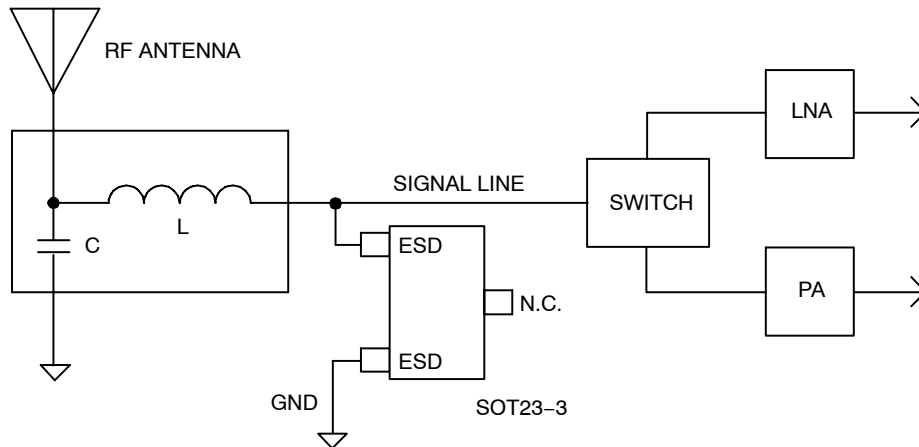 RF ANTENNA
LNA
SIGNAL LINE
SWITCH
L
C
ESD
N.C.
PA
ESD
GND
SOT23−3